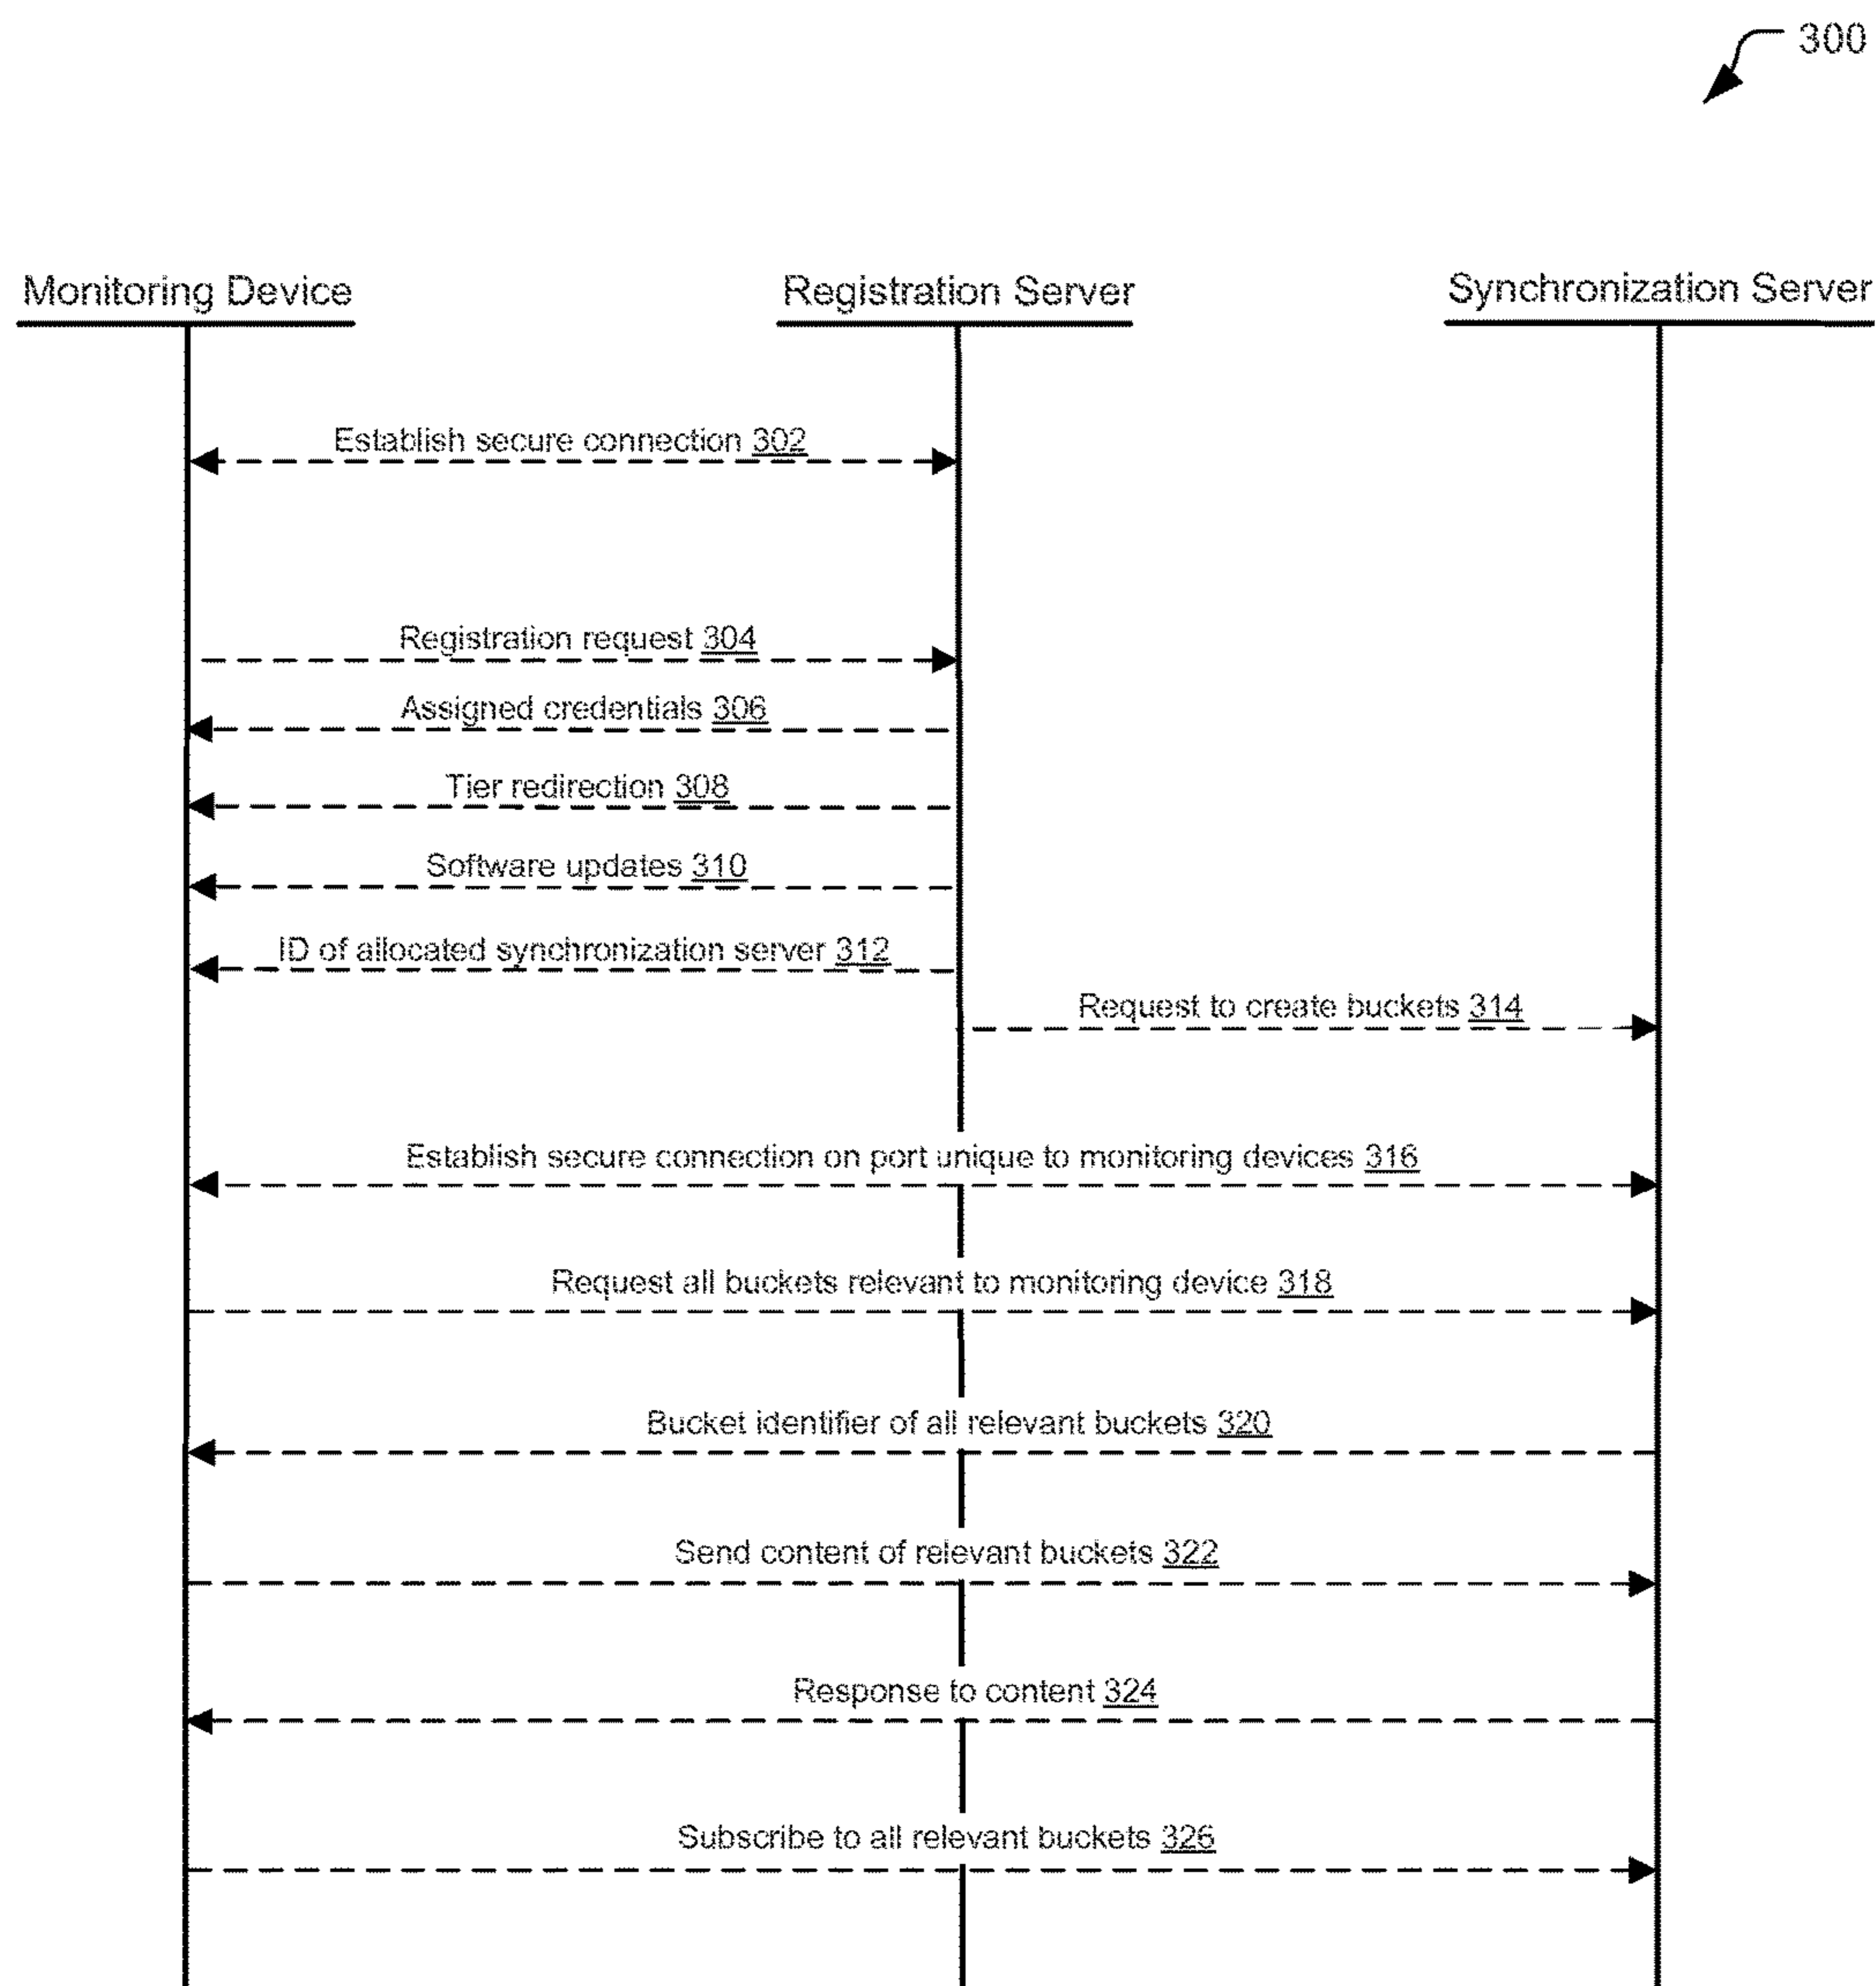 300
Monitoring Device
Registration Server
Synchronization Server
Establish secure connection 302
Registration request 304
Assigned credentials 306
Tier redirection 308
Software updates 310
ID of allocated synchronization server 312
Request to create buckets 314
Establish secure connection on port unique to monitoring devices 316
Request all buckets relevant to monitoring device 318
Bucket identifier of all relevant buckets 320
Send content of relevant buckets 322
Response to content 324
Subscribe to all relevant buckets 326